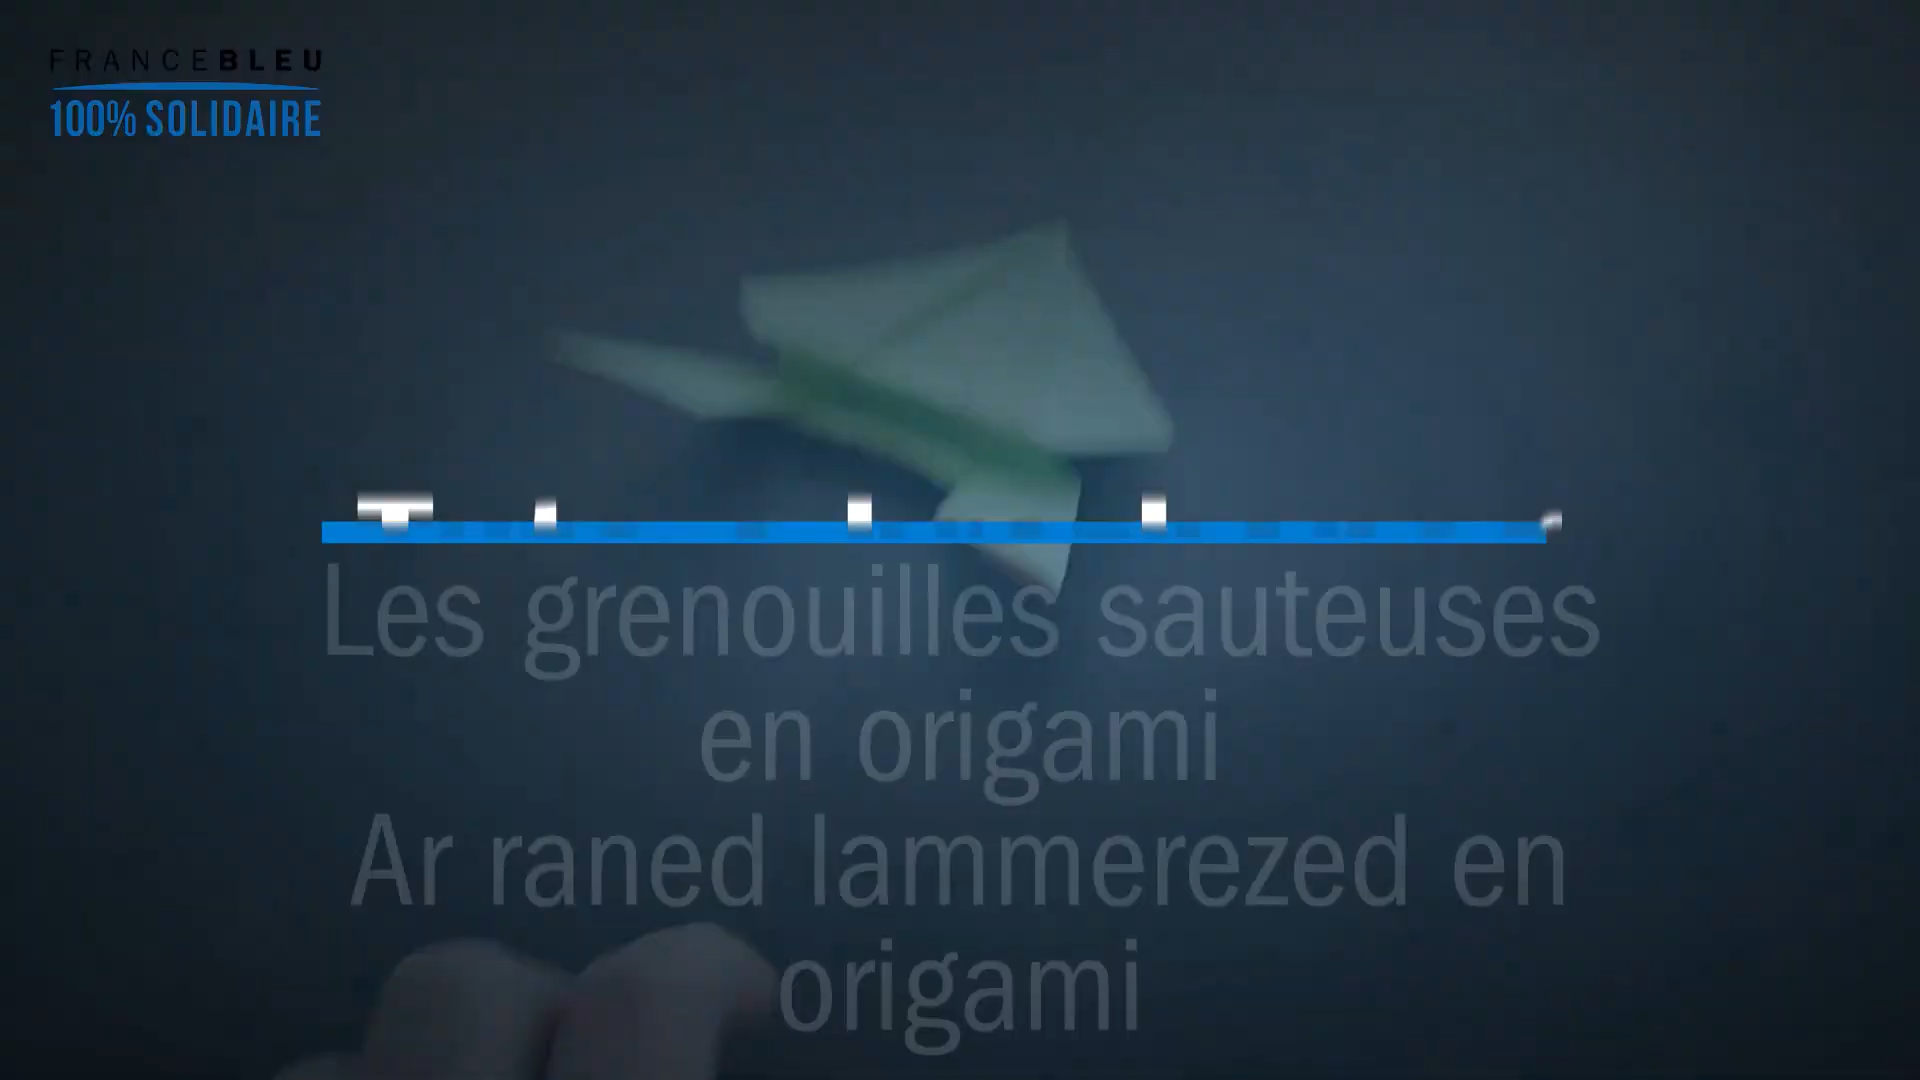 FRANCEBLEU
100% SOLIDAIRE
Les grenouilles sauteuses
en origami
Ar raned lammerezed en
origami